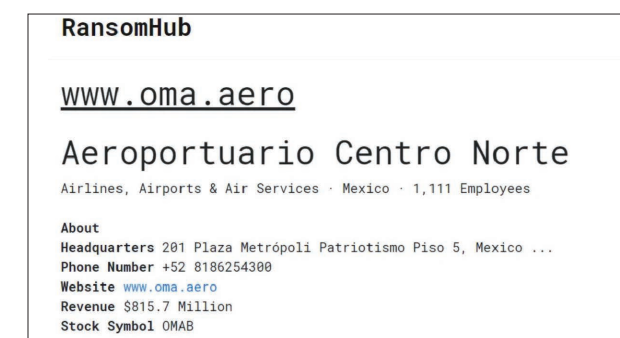 RansomHub
www.oma.aero
Aeroportuario Centro Norte
Airlines, Airports & Air Services · Mexico · 1,111 Employees
About
Headquarters 201 Plaza Metrópoli Patriotismo Piso 5, Mexico ...
Phone Number +52 8186254300
Website www.oma.aero
Revenue $815.7 Million
Stock Symbol OMAB